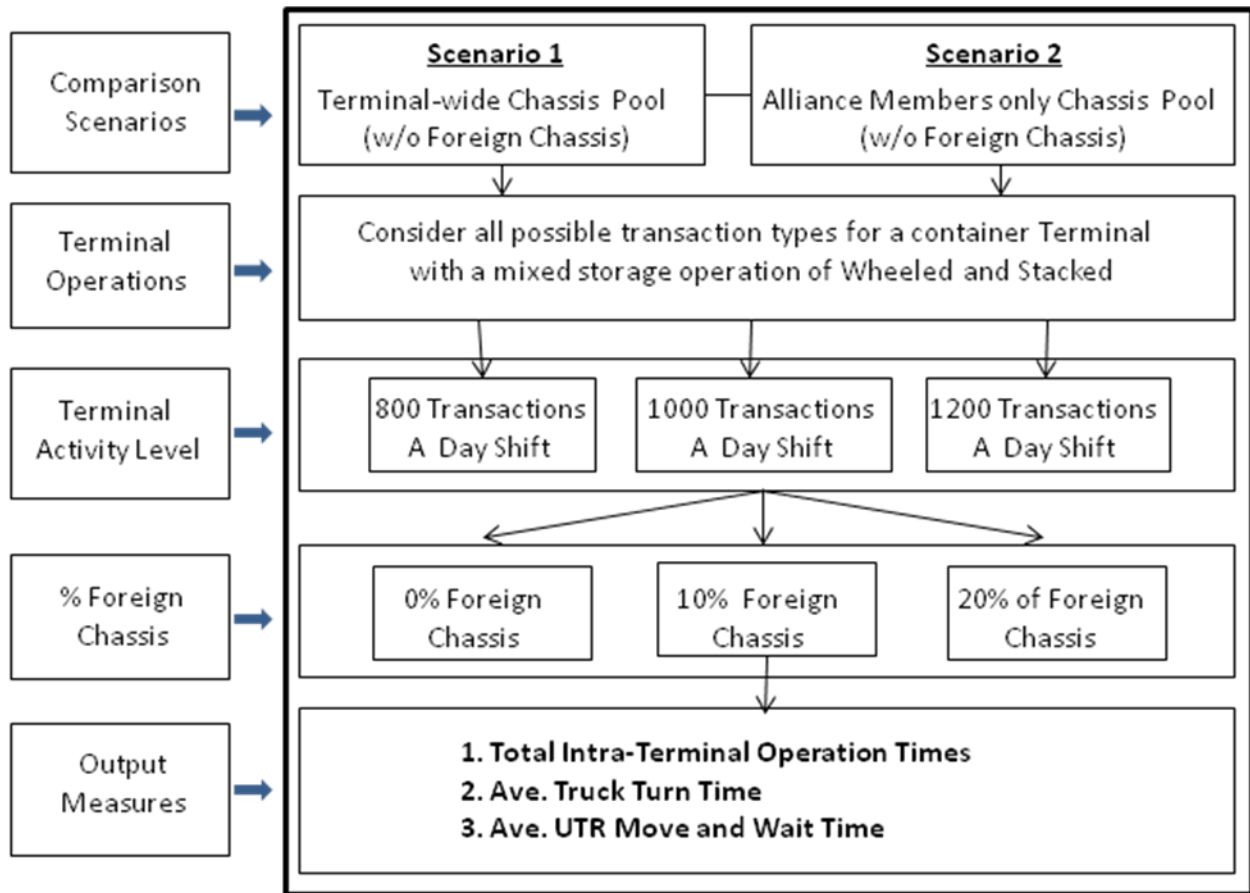 Comparison
Scenarios
Scenario 1
Terminal-wide Chassis Pool
(w/o Foreign Chassis)
Scenario 2
Alliance Members only Chassis Pool
(w/o Foreign Chassis)
Terminal
Operations
Consider all possible transaction types for a container Terminal
with a mixed storage operation of Wheeled and Stacked
Terminal
Activity Level
800 Transactions
A Day Shift
1000 Transactions
A Day Shift
1200 Transactions
A Day Shift
% Foreign
Chassis
0% Foreign
Chassis
10% Foreign
Chassis
20% of Foreign
Chassis
Output
Measures
1. Total Intra-Terminal Operation Times
2. Ave. Truck Turn Time
3. Ave. UTR Move and Wait Time